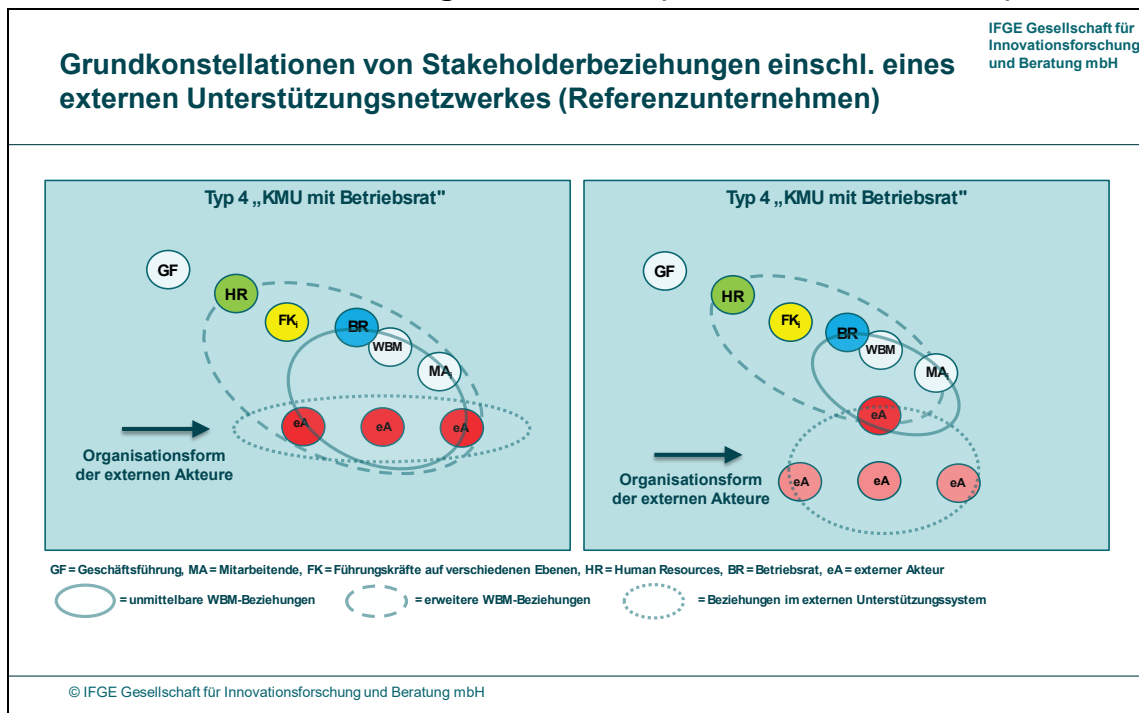 IFGE Gesellschaft für
Innovationsforschung
und Beratung mbH
Grundkonstellationen von Stakeholderbeziehungen einschl. eines
externen Unterstützungsnetzwerkes (Referenzunternehmen)
Typ 4 „KMU mit Betriebsrat"
GF
HR
FKi
BR
WBM
MAi
eA
eA
eA
Organisationsform
der externen Akteure
Typ 4 „KMU mit Betriebsrat"
GF
HR
FKi
BR
WBM
MAi
eA
eA
eA
eA
Organisationsform
der externen Akteure
GF = Geschäftsführung, MA = Mitarbeitende, FK = Führungskräfte auf verschiedenen Ebenen, HR = Human Resources, BR = Betriebsrat, eA = externer Akteur
= unmittelbare WBM-Beziehungen
= erweitere WBM-Beziehungen
= Beziehungen im externen Unterstützungssystem
© IFGE Gesellschaft für Innovationsforschung und Beratung mbH